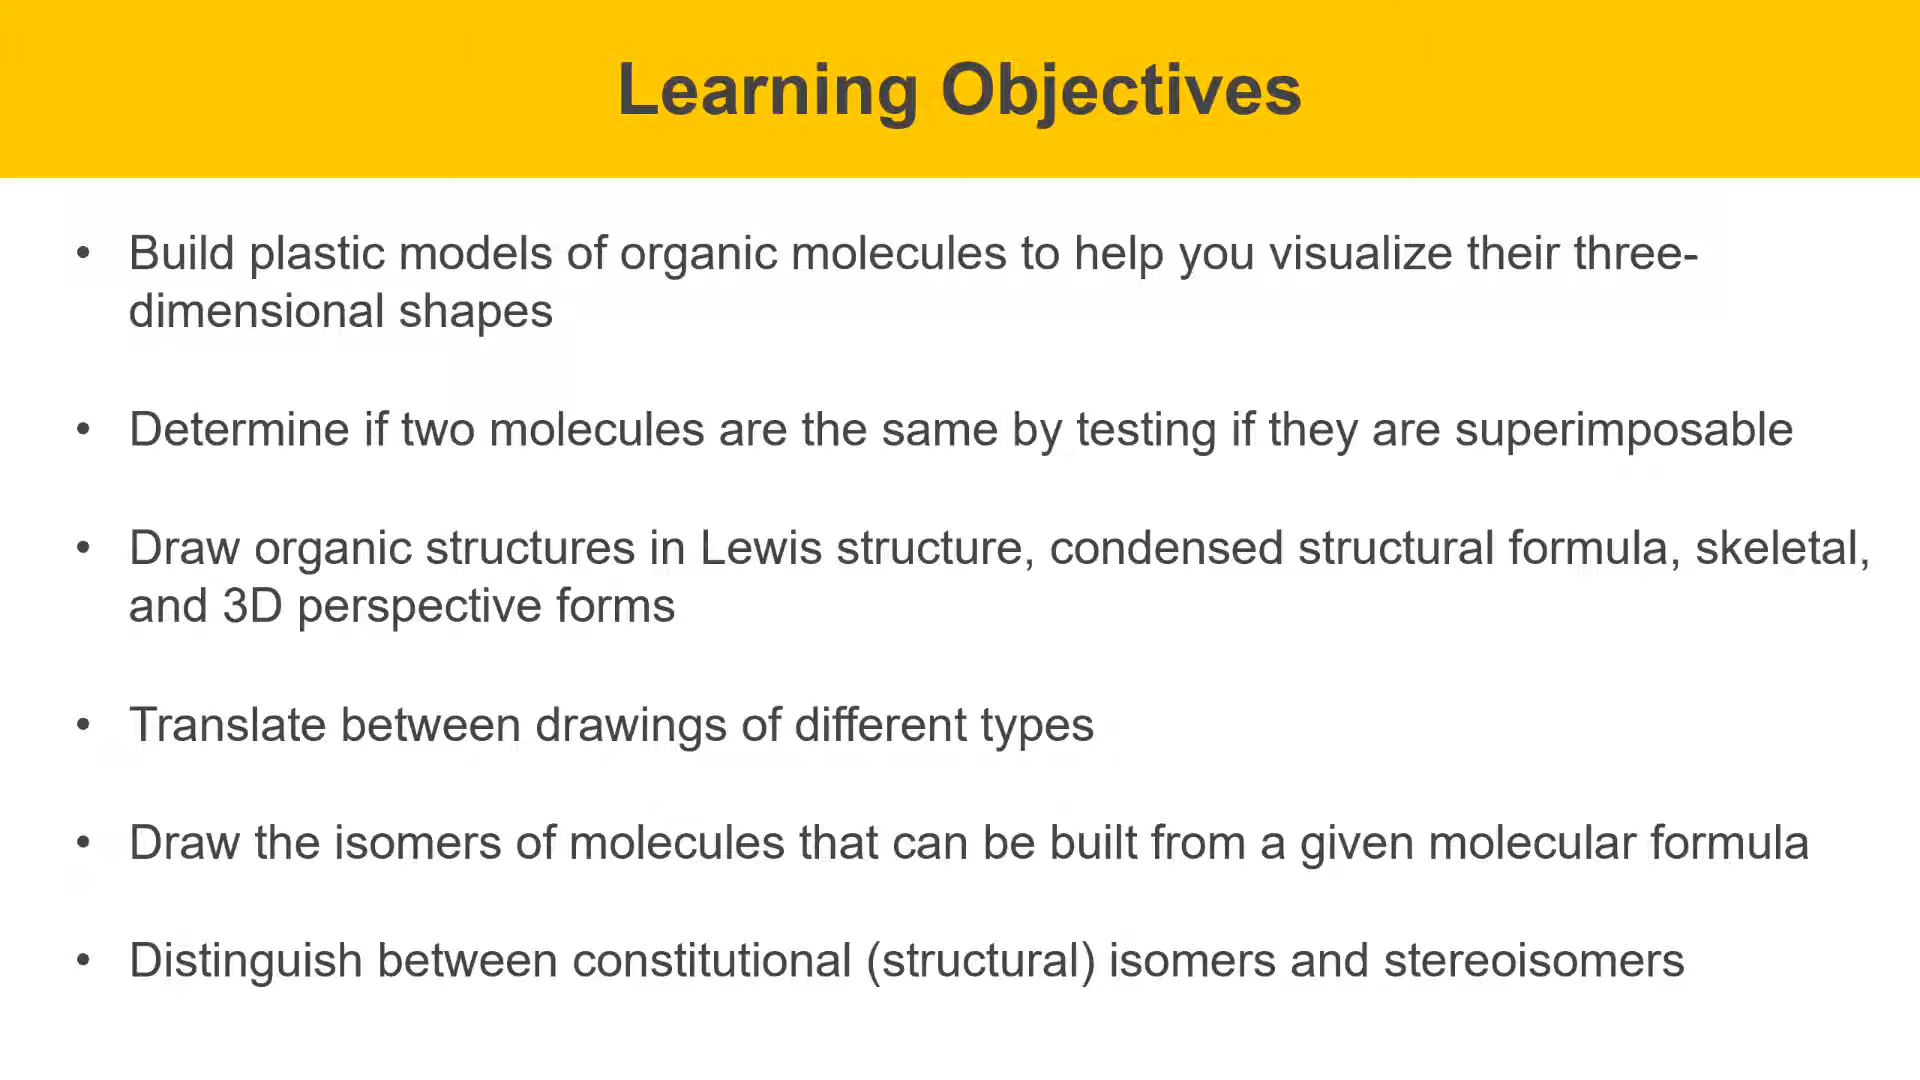 Learning Objectives
• Build plastic models of organic molecules to help you visualize their three-
dimensional shapes
• Determine if two molecules are the same by testing if they are superimposable
• Draw organic structures in Lewis structure, condensed structural formula, skeletal,
and 3D perspective forms
• Translate between drawings of different types
• Draw the isomers of molecules that can be built from a given molecular formula
• Distinguish between constitutional (structural) isomers and stereoisomers